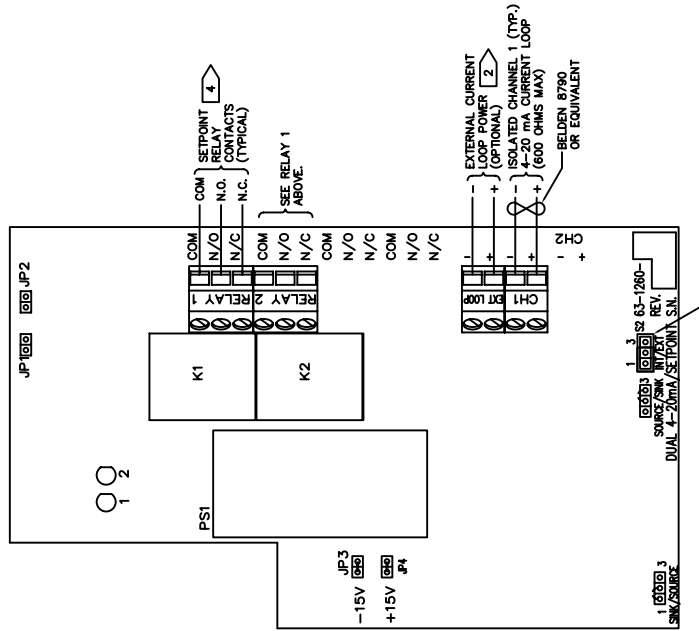 JP1
JP2
1 2
K1
K2
PS1
RELAY 1
RELAY 2
COM
N/O
N/C
COM
N/O
N/C
COM
N/O
N/C
COM
N/O
N/C
COM
N.O.
N.C.
SETPOINT
RELAY
CONTACTS
(TYPICAL)
4
SEE RELAY 1
ABOVE.
JP3
-15V
+15V
JP4
EXT LOOP
CH1
-
+
-
+
-
+
CH2
-
+
-
+
EXTERNAL CURRENT
LOOP POWER
(OPTIONAL)
2
ISOLATED CHANNEL 1 (TYP.)
4-20 mA CURRENT LOOP
(600 OHMS MAX)
BELDEN 8790
OR EQUIVALENT
1 3
SINK/SOURCE
3
SOURCE/SINK
1 3
INT/EXT
S2 63-1260-
REV.
DUAL 4-20mA/SETPOINT S.N.